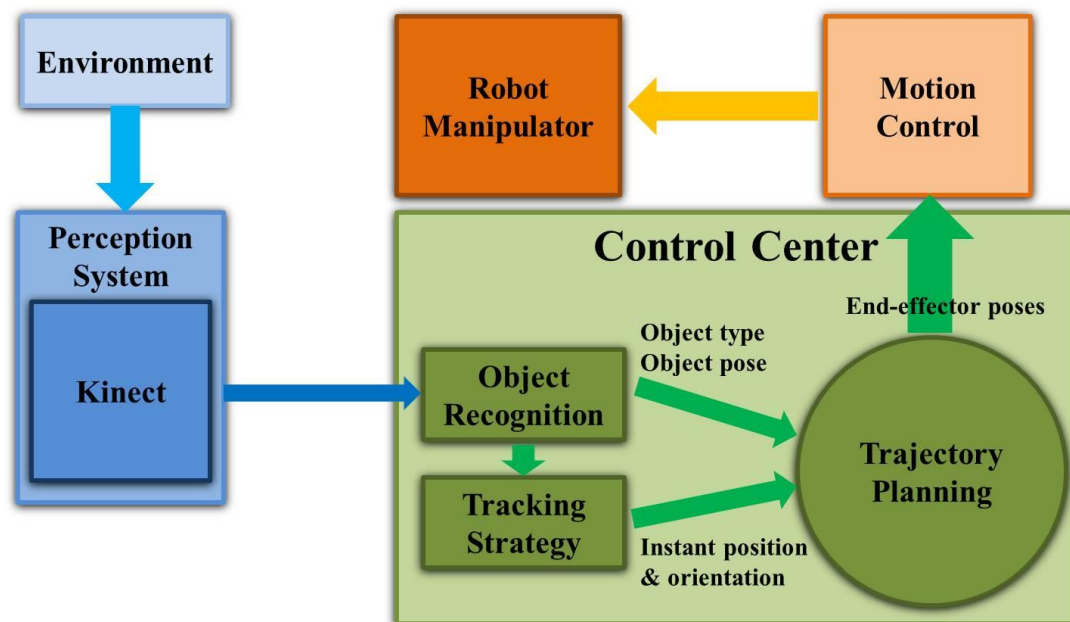 Environment
Robot
Manipulator
Motion
Control
Perception
System
Kinect
Control Center
End-effector poses
Object type
Object pose
Object
Recognition
Trajectory
Planning
Tracking
Strategy
Instant position
& orientation